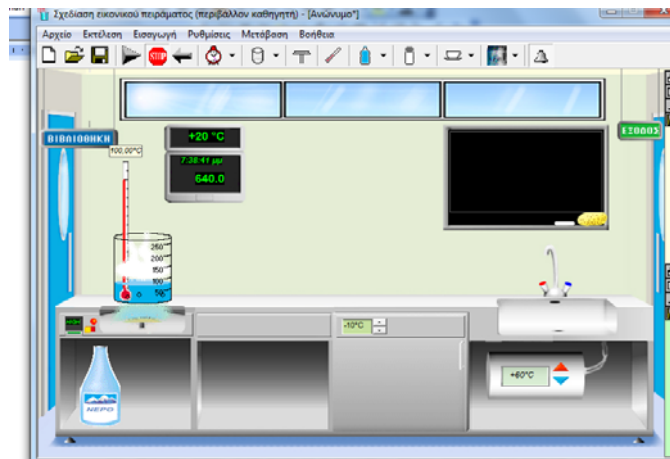 Σχεδίαση εικονικού πειράματος (περιβάλλον καθηγητή) - [Ανώνυμο*]
Αρχείο Εκτέλεση Εισαγωγή Ρυθμίσεις Μετάβαση Βοήθεια
STOP
ΒΙΒΛΙΟΘΗΚΗ
ΕΞΟΔΟΣ
+20 °C
7:38:41 μμ
640.0
100,00°C
250
200
150
100
50
-10°C
+60°C
ΝΕΡΟ